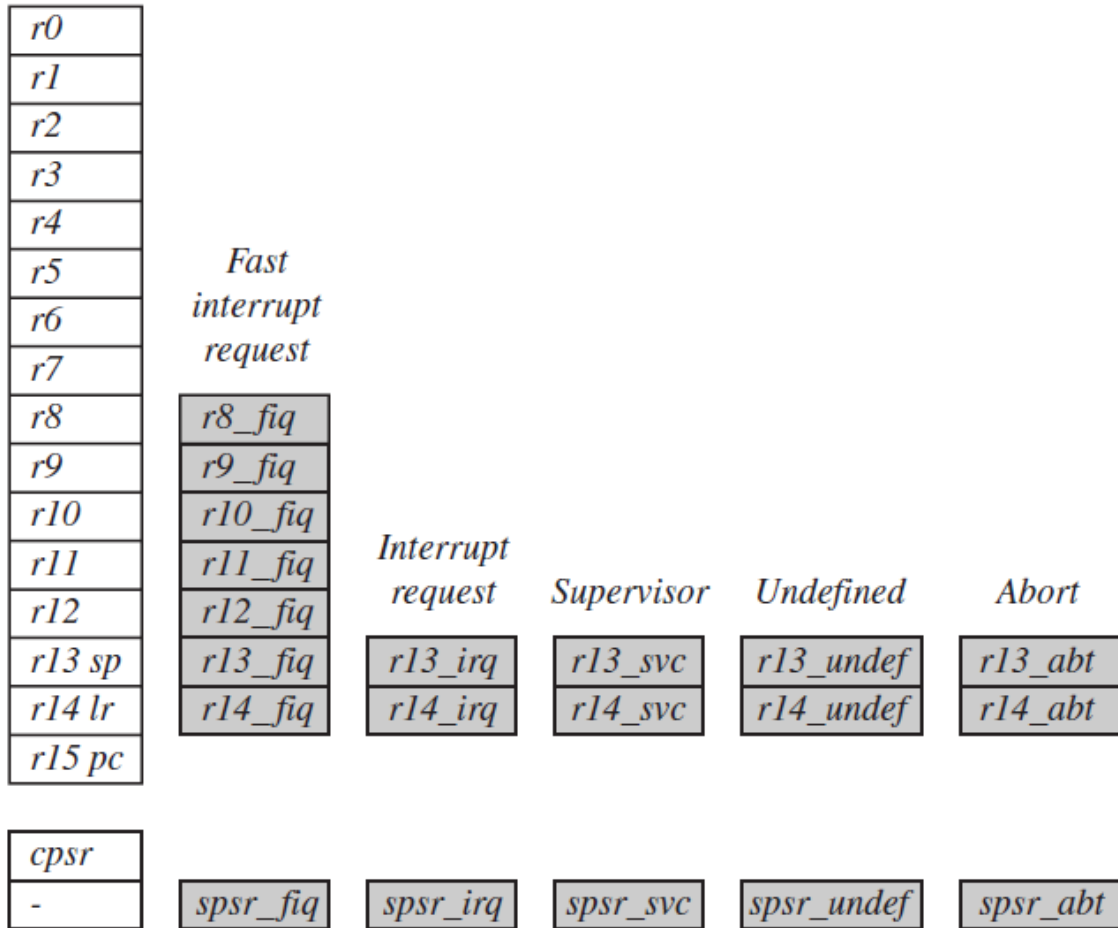 r0
r1
r2
r3
r4
r5
r6
r7
r8
r9
r10
r11
r12
r13 sp
r14 lr
r15 pc
cpsr
-
Fast
interrupt
request
r8_fiq
r9_fiq
r10_fiq
r11_fiq
r12_fiq
r13_fiq
r14_fiq
spsr_fiq
Interrupt
request
r13_irq
r14_irq
spsr_irq
Supervisor
r13_svc
r14_svc
spsr_svc
Undefined
r13_undef
r14_undef
spsr_undef
Abort
r13_abt
r14_abt
spsr_abt